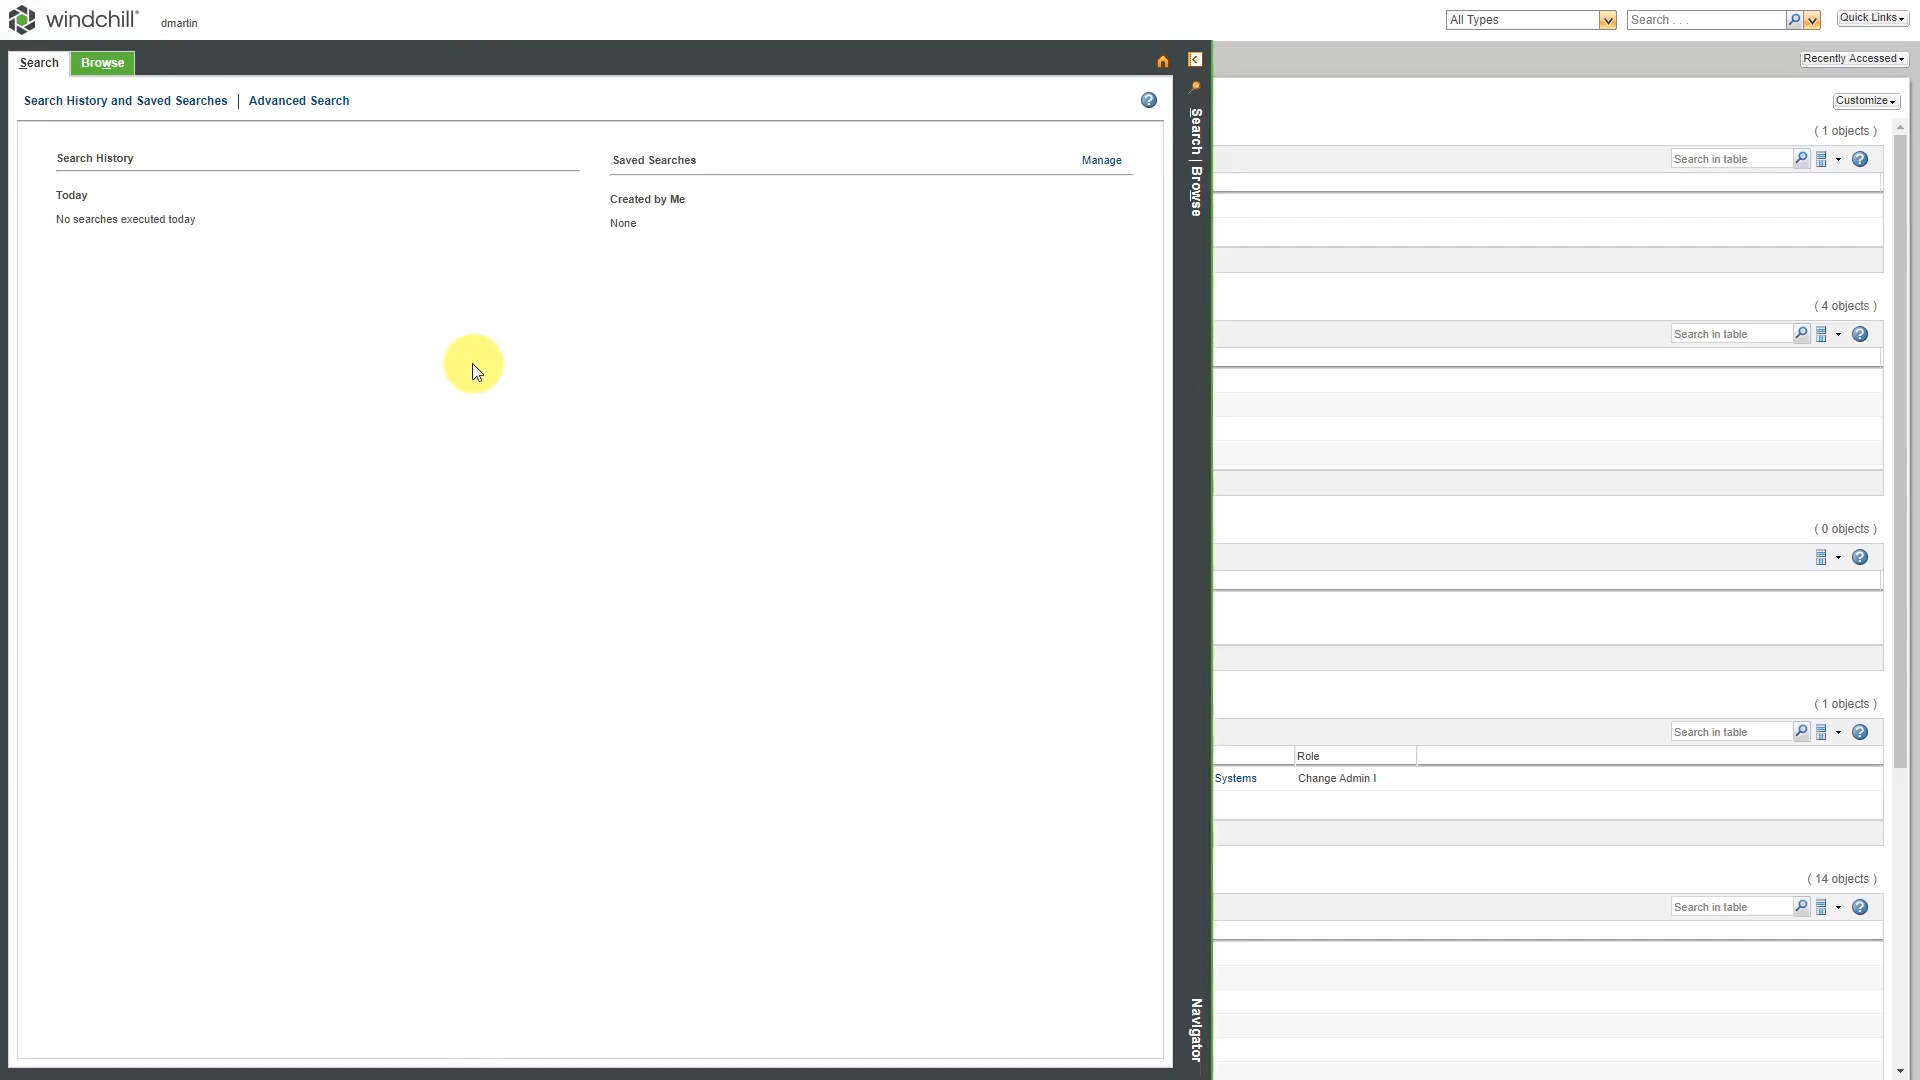 windchill®
dmartin
All Types
Search . . .
Quick Links
Search
Browse
Recently Accessed
Search History and Saved Searches
Advanced Search
Customize
( 1 objects )
Search History
Saved Searches
Manage
Search in table
Today
Created by Me
No searches executed today
None
Search | Browse
( 4 objects )
Search in table
( 0 objects )
( 1 objects )
Search in table
Role
Systems
Change Admin I
( 14 objects )
Search in table
Navigator